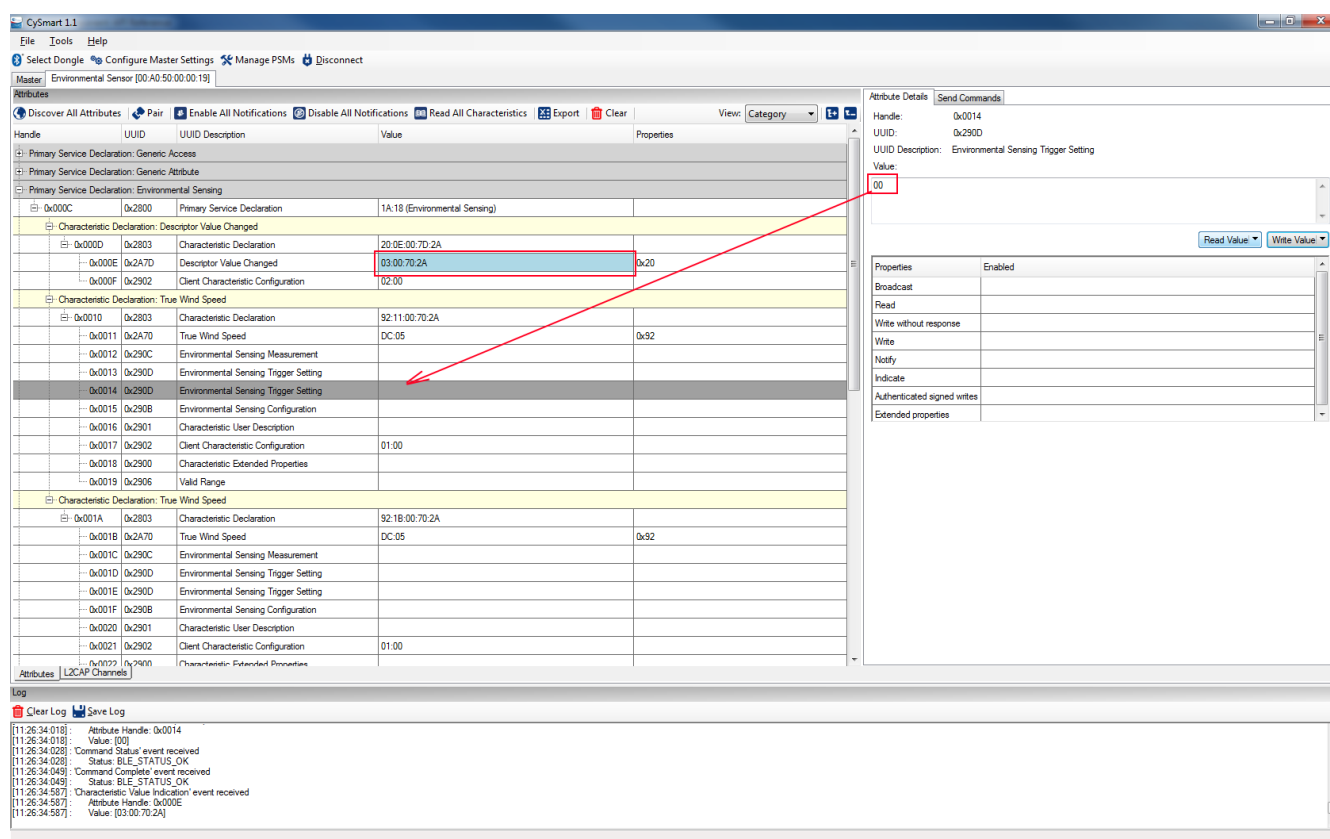 CySmart 1.1
File Tools Help
Select Dongle Configure Master Settings Manage PSMs Disconnect
Master Environmental Sensor [00:A0:50:00:00:19]
Attributes
Discover All Attributes Pair Enable All Notifications Disable All Notifications Read All Characteristics Export Clear View: Category
Handle UUID UUID Description Value Properties
Primary Service Declaration: Generic Access
Primary Service Declaration: Generic Attribute
Primary Service Declaration: Environmental Sensing
0x000C 0x2800 Primary Service Declaration 1A:18 (Environmental Sensing)
Characteristic Declaration: Descriptor Value Changed
0x000D 0x2803 Characteristic Declaration 20:0E:00:7D:2A
0x000E 0x2A7D Descriptor Value Changed 03:00:70:2A 0x20
0x000F 0x2902 Client Characteristic Configuration 02:00
Characteristic Declaration: True Wind Speed
0x0010 0x2803 Characteristic Declaration 92:11:00:70:2A
0x0011 0x2A70 True Wind Speed DC:05 0x92
0x0012 0x290C Environmental Sensing Measurement
0x0013 0x290D Environmental Sensing Trigger Setting
0x0014 0x290D Environmental Sensing Trigger Setting
0x0015 0x290B Environmental Sensing Configuration
0x0016 0x2901 Characteristic User Description
0x0017 0x2902 Client Characteristic Configuration 01:00
0x0018 0x2900 Characteristic Extended Properties
0x0019 0x2906 Valid Range
Characteristic Declaration: True Wind Speed
0x001A 0x2803 Characteristic Declaration 92:1B:00:70:2A
0x001B 0x2A70 True Wind Speed DC:05 0x92
0x001C 0x290C Environmental Sensing Measurement
0x001D 0x290D Environmental Sensing Trigger Setting
0x001E 0x290D Environmental Sensing Trigger Setting
0x001F 0x290B Environmental Sensing Configuration
0x0020 0x2901 Characteristic User Description
0x0021 0x2902 Client Characteristic Configuration 01:00
0x0022 0x2900 Characteristic Extended Properties
Attributes L2CAP Channels
Attribute Details Send Commands
Handle: 0x0014
UUID: 0x290D
UUID Description: Environmental Sensing Trigger Setting
Value:
00
Read Value Write Value
Properties Enabled
Broadcast
Read
Write without response
Write
Notify
Indicate
Authenticated signed writes
Extended properties
Log
Clear Log Save Log
[11:26:34:018] : Attribute Handle: 0x0014
[11:26:34:018] : Value: [00]
[11:26:34:028] : 'Command Status' event received
[11:26:34:028] : Status: BLE_STATUS_OK
[11:26:34:049] : 'Command Complete' event received
[11:26:34:049] : Status: BLE_STATUS_OK
[11:26:34:587] : 'Characteristic Value Indication' event received
[11:26:34:587] : Attribute Handle: 0x000E
[11:26:34:587] : Value: [03:00:70:2A]